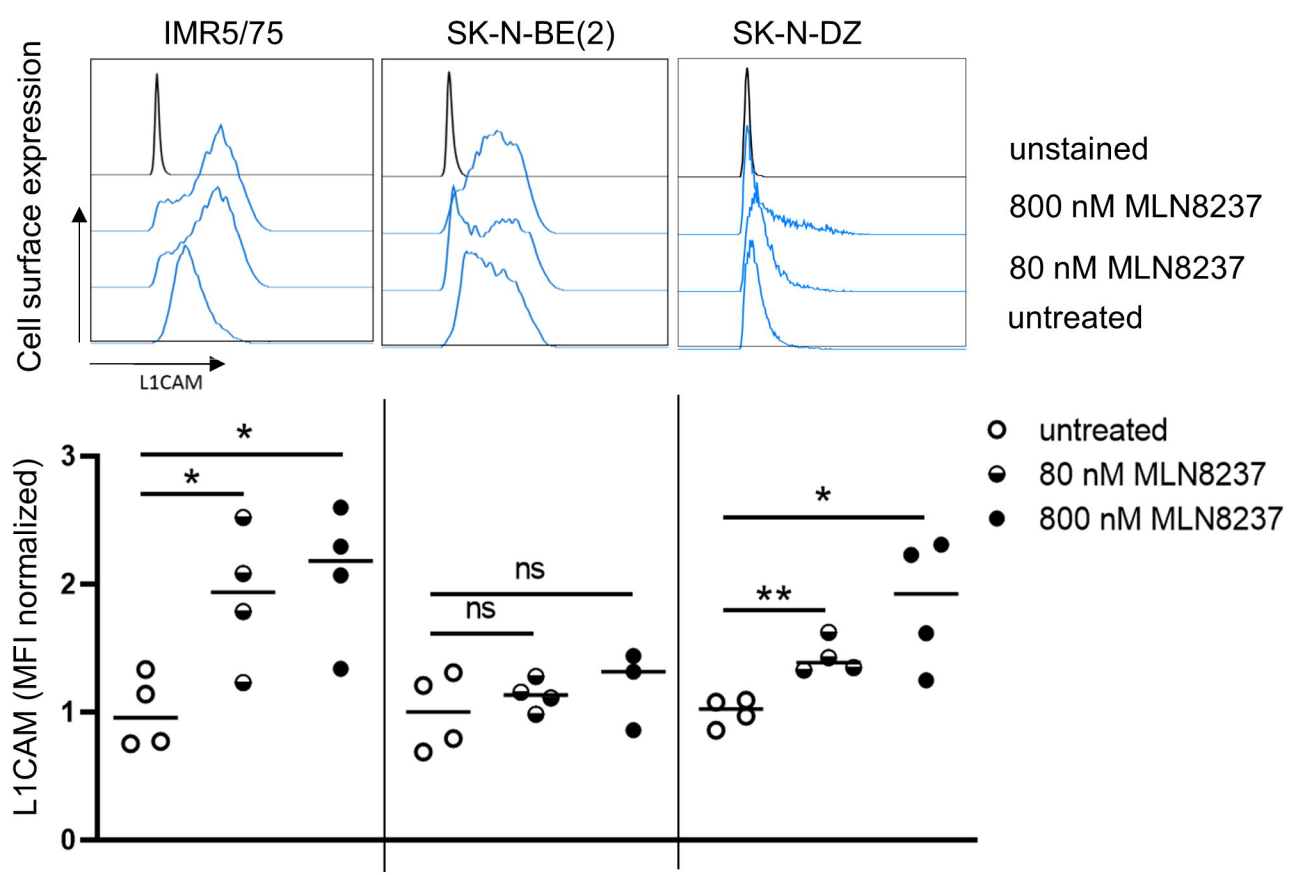 IMR5/75
SK-N-BE(2)
SK-N-DZ
Cell surface expression
unstained
800 nM MLN8237
80 nM MLN8237
untreated
L1CAM
L1CAM (MFI normalized)
3
2
1
0
*
*
ns
ns
*
**
untreated
80 nM MLN8237
800 nM MLN8237